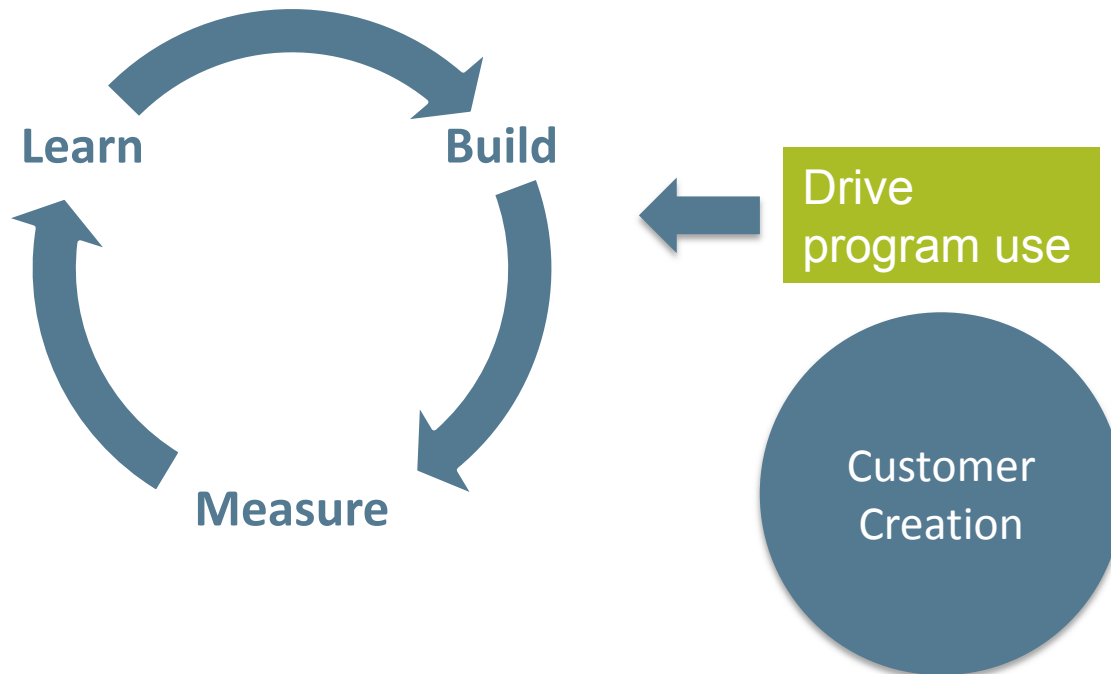 Learn
Build
Measure
Drive
program use
Customer
Creation